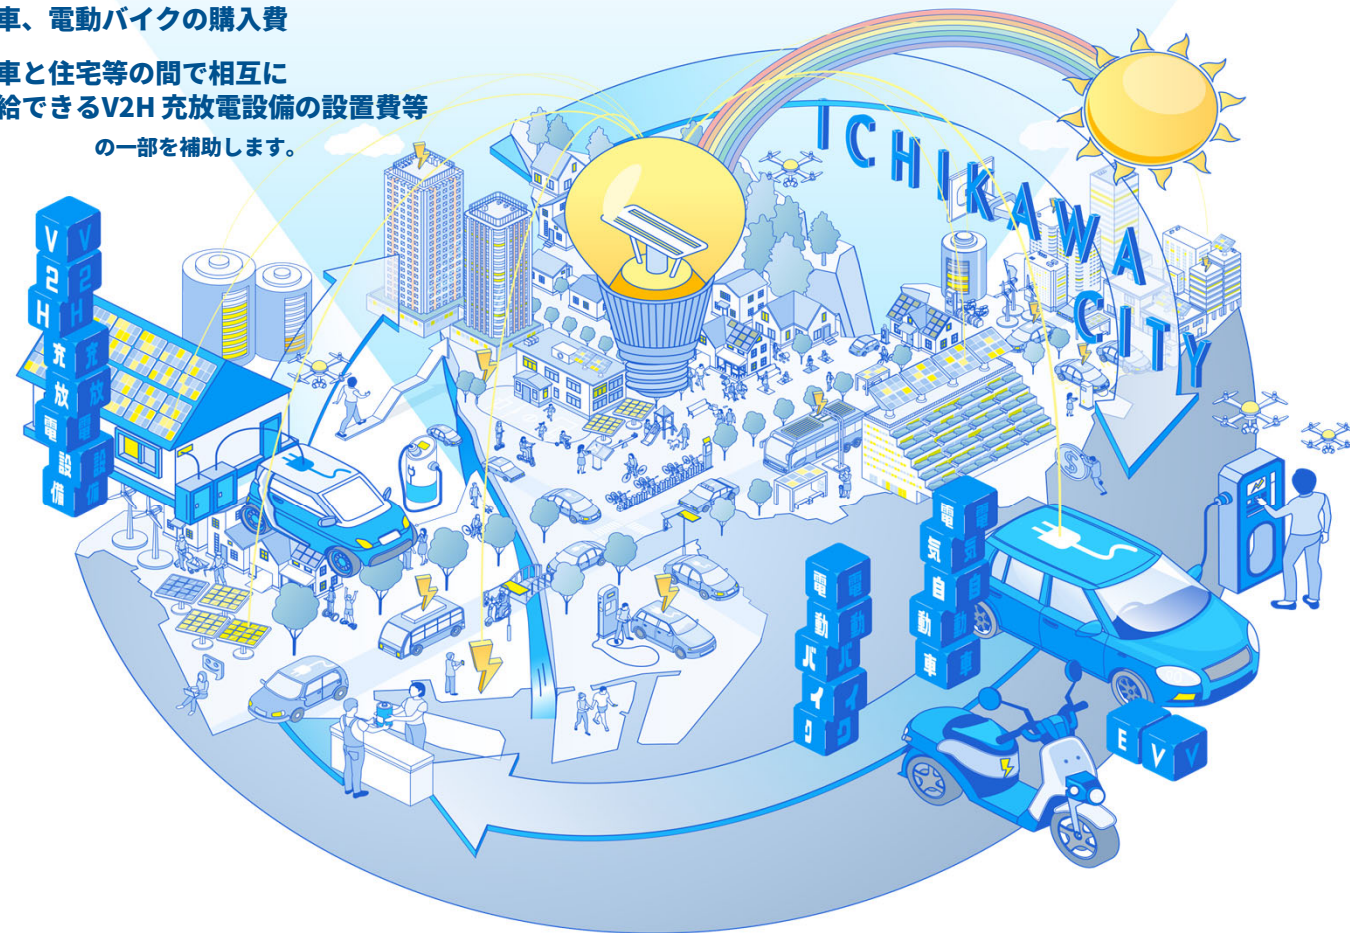 車、電動バイクの購入費
車と住宅等の間で相互に
給できるV2H 充放電設備の設置費等
の一部を補助します。
ICHIKAWA
CITY
V2H充放電設備
電気自動車
電動バイク
EV